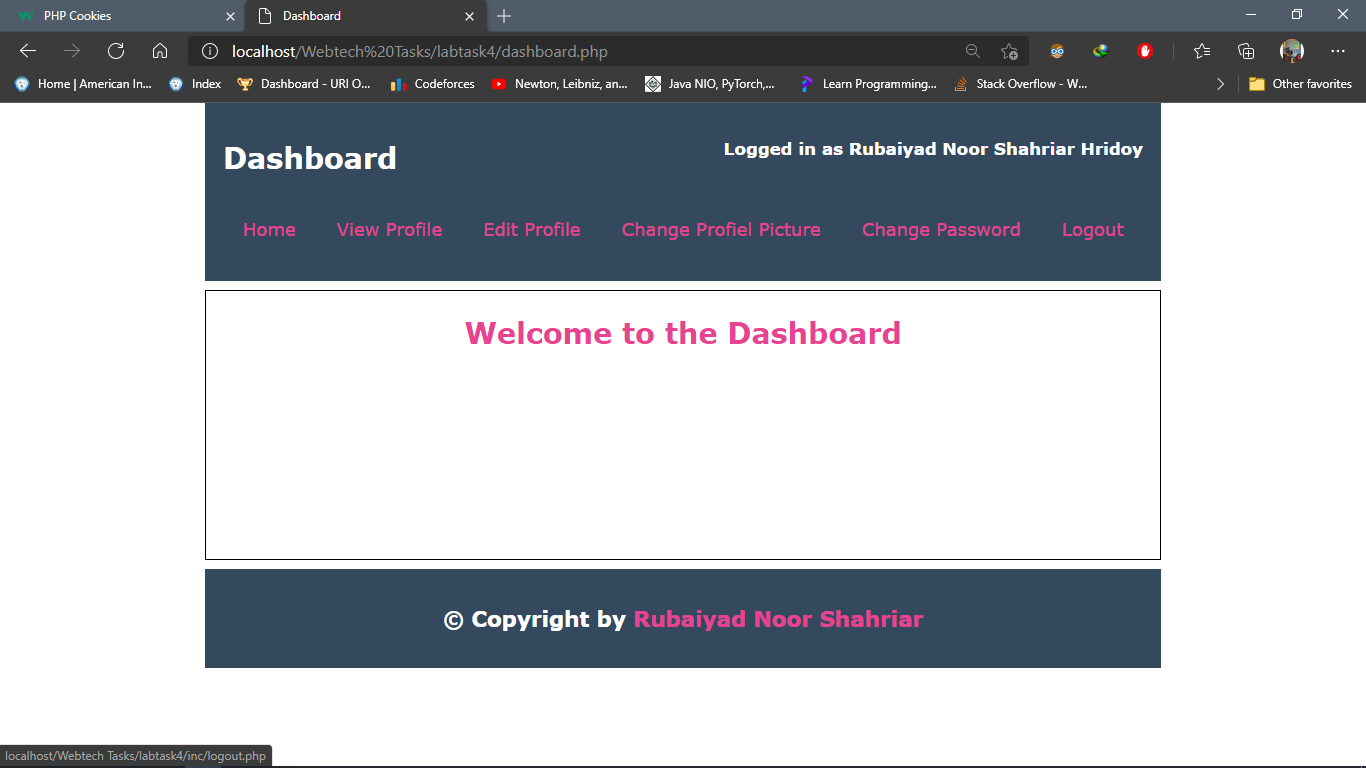 PHP Cookies
Dashboard
localhost/Webtech%20Tasks/labtask4/dashboard.php
Home | American In... Index Dashboard - URI O... Codeforces Newton, Leibniz, an... Java NIO, PyTorch,... Learn Programming... Stack Overflow - W... Other favorites
Dashboard
Logged in as Rubaiyad Noor Shahriar Hridoy
Home View Profile Edit Profile Change Profiel Picture Change Password Logout
Welcome to the Dashboard
© Copyright by Rubaiyad Noor Shahriar
localhost/Webtech Tasks/labtask4/inc/logout.php